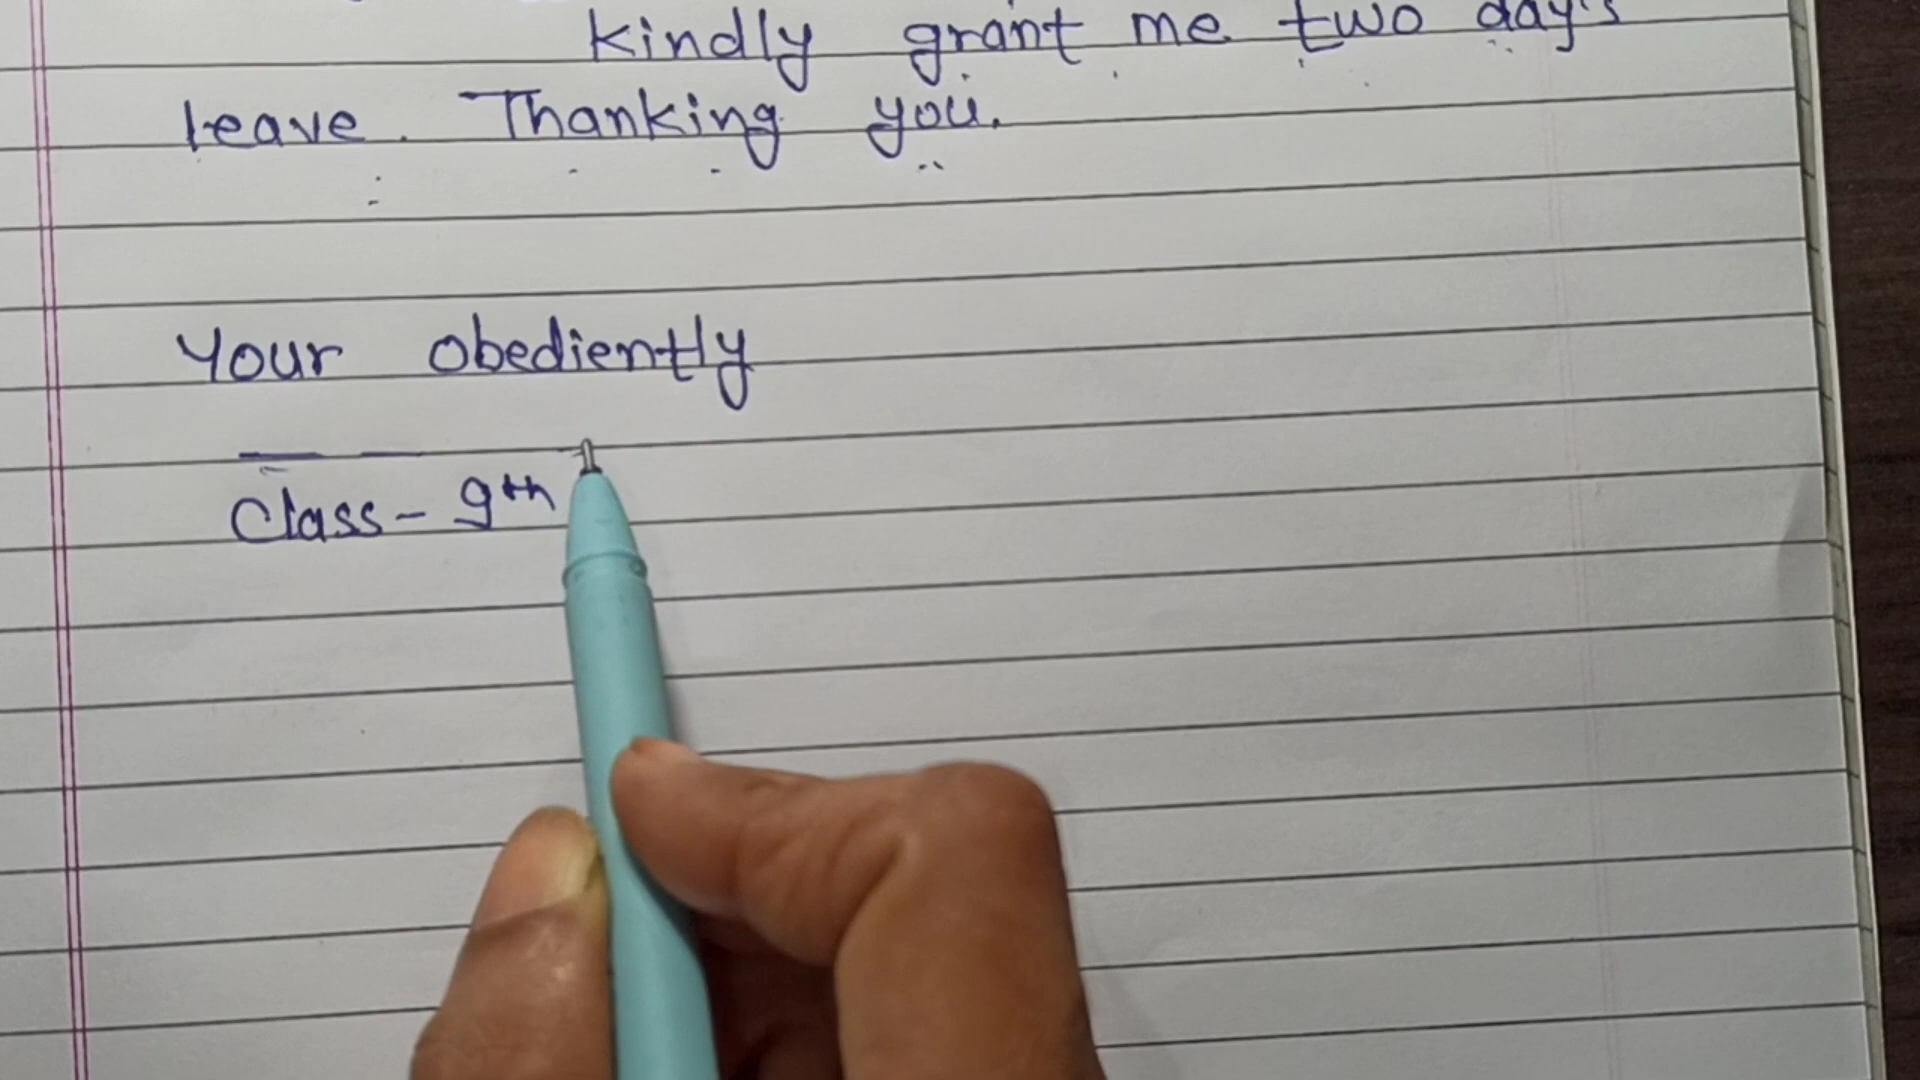 Kindly grant me two day's
leave. Thanking you.
Your obediently
Class - 9th